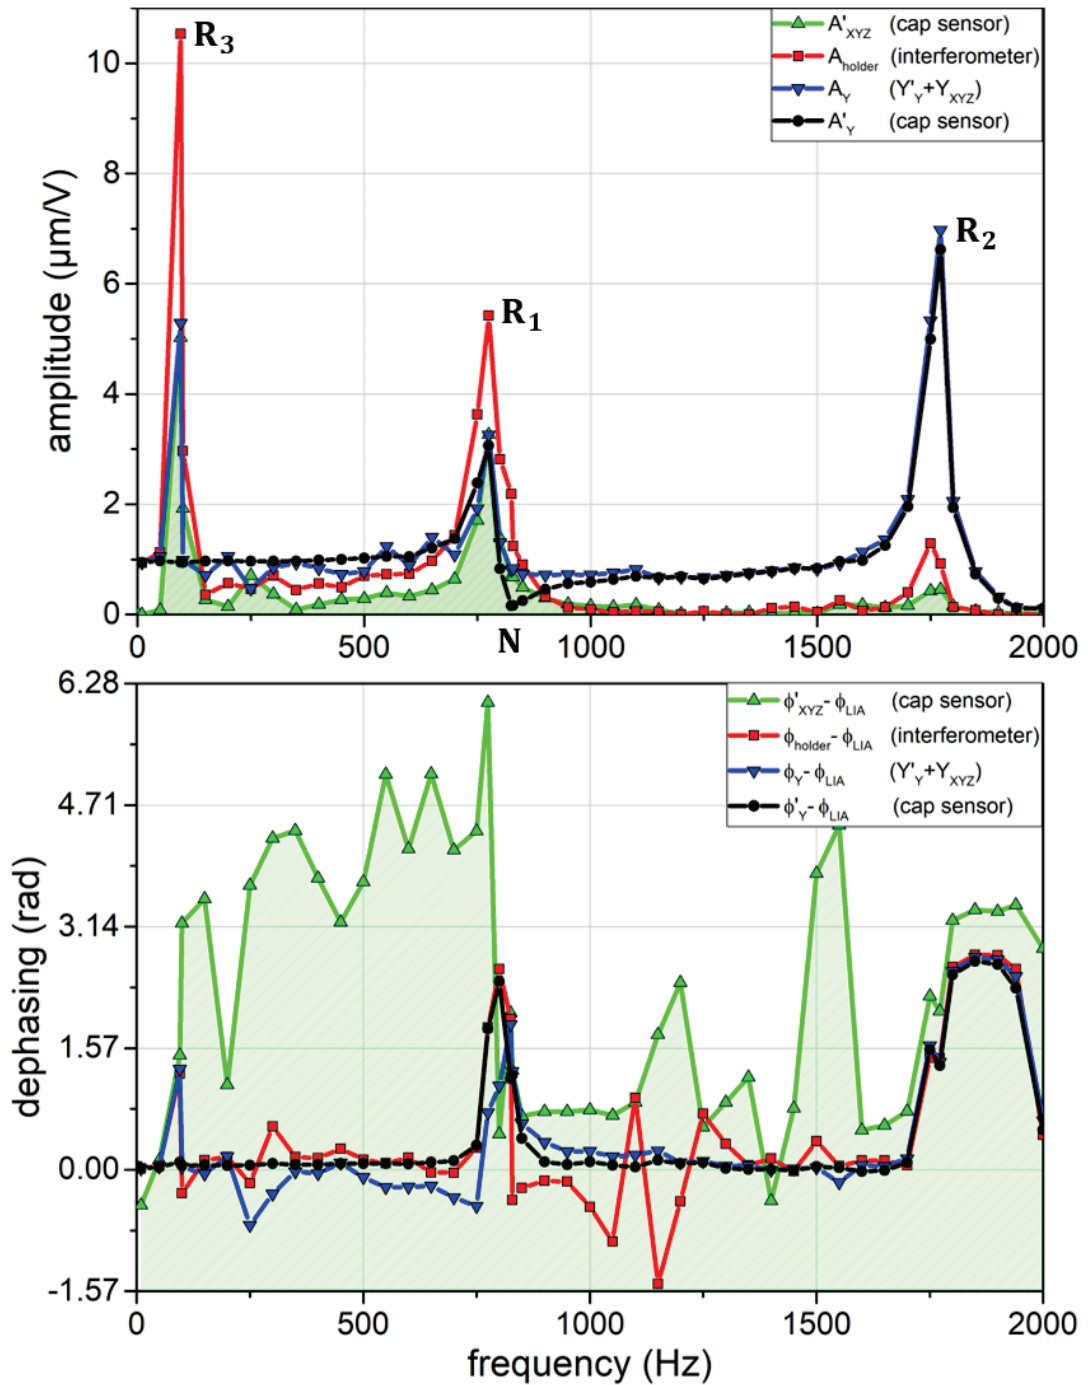 A'XYZ (cap sensor)
Aholder (interferometer)
AY (Y'Y+YXYZ)
A'Y (cap sensor)
R3
R1
R2
10
8
6
4
2
0
amplitude (µm/V)
0 500 1000 1500 2000
N
ϕ'XYZ- ϕLIA (cap sensor)
ϕholder- ϕLIA (interferometer)
ϕY- ϕLIA (Y'Y+YXYZ)
ϕ'Y- ϕLIA (cap sensor)
6.28
4.71
3.14
1.57
0.00
-1.57
dephasing (rad)
0 500 1000 1500 2000
frequency (Hz)